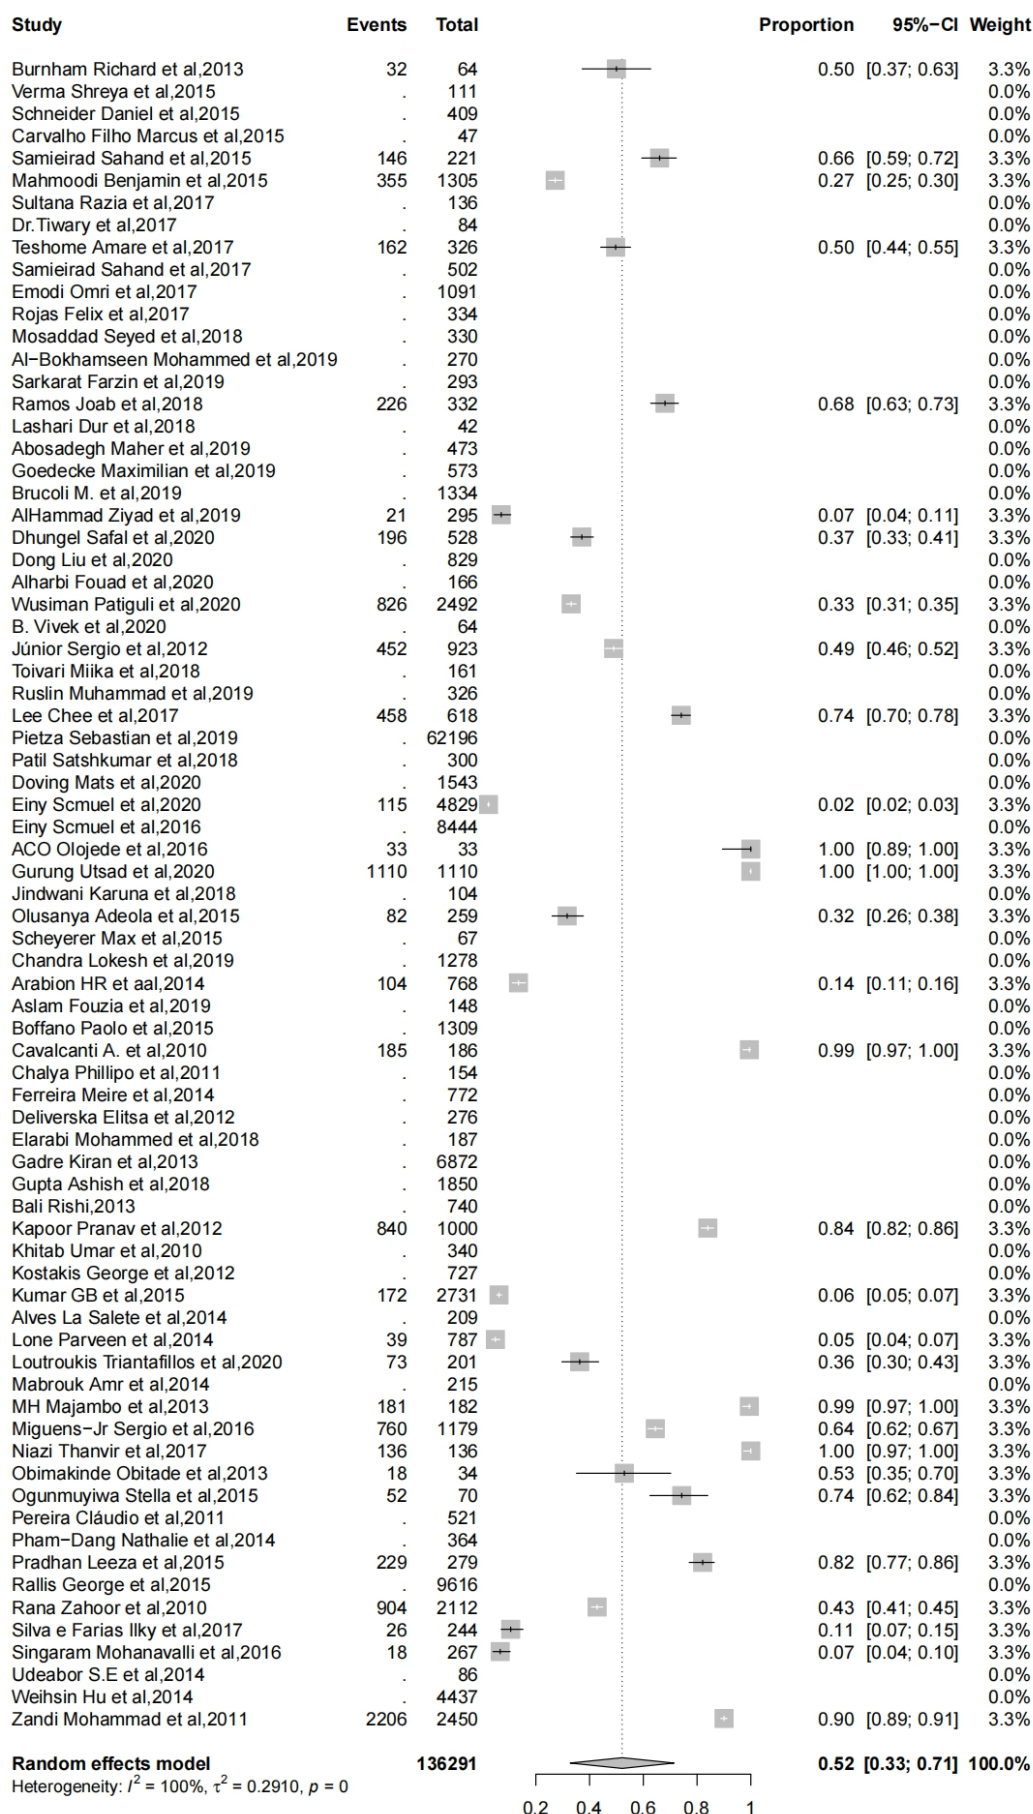 Study Events Total Proportion 95%−CI Weight
Burnham Richard et al,2013 32 64 0.50 [0.37; 0.63] 3.3%
Verma Shreya et al,2015 . 111 0.0%
Schneider Daniel et al,2015 . 409 0.0%
Carvalho Filho Marcus et al,2015 . 47 0.0%
Samieirad Sahand et al,2015 146 221 0.66 [0.59; 0.72] 3.3%
Mahmoodi Benjamin et al,2015 355 1305 0.27 [0.25; 0.30] 3.3%
Sultana Razia et al,2017 . 136 0.0%
Dr.Tiwary et al,2017 . 84 0.0%
Teshome Amare et al,2017 162 326 0.50 [0.44; 0.55] 3.3%
Samieirad Sahand et al,2017 . 502 0.0%
Emodi Omri et al,2017 . 1091 0.0%
Rojas Felix et al,2017 . 334 0.0%
Mosaddad Seyed et al,2018 . 330 0.0%
Al−Bokhamseen Mohammed et al,2019 . 270 0.0%
Sarkarat Farzin et al,2019 . 293 0.0%
Ramos Joab et al,2018 226 332 0.68 [0.63; 0.73] 3.3%
Lashari Dur et al,2018 . 42 0.0%
Abosadegh Maher et al,2019 . 473 0.0%
Goedecke Maximilian et al,2019 . 573 0.0%
Brucoli M. et al,2019 . 1334 0.0%
AlHammad Ziyad et al,2019 21 295 0.07 [0.04; 0.11] 3.3%
Dhungel Safal et al,2020 196 528 0.37 [0.33; 0.41] 3.3%
Dong Liu et al,2020 . 829 0.0%
Alharbi Fouad et al,2020 . 166 0.0%
Wusiman Patiguli et al,2020 826 2492 0.33 [0.31; 0.35] 3.3%
B. Vivek et al,2020 . 64 0.0%
Júnior Sergio et al,2012 452 923 0.49 [0.46; 0.52] 3.3%
Toivari Miika et al,2018 . 161 0.0%
Ruslin Muhammad et al,2019 . 326 0.0%
Lee Chee et al,2017 458 618 0.74 [0.70; 0.78] 3.3%
Pietza Sebastian et al,2019 . 62196 0.0%
Patil Satshkumar et al,2018 . 300 0.0%
Doving Mats et al,2020 . 1543 0.0%
Einy Scmuel et al,2020 115 4829 0.02 [0.02; 0.03] 3.3%
Einy Scmuel et al,2016 . 8444 0.0%
ACO Olojede et al,2016 33 33 1.00 [0.89; 1.00] 3.3%
Gurung Utsad et al,2020 1110 1110 1.00 [1.00; 1.00] 3.3%
Jindwani Karuna et al,2018 . 104 0.0%
Olusanya Adeola et al,2015 82 259 0.32 [0.26; 0.38] 3.3%
Scheyerer Max et al,2015 . 67 0.0%
Chandra Lokesh et al,2019 . 1278 0.0%
Arabion HR et aal,2014 104 768 0.14 [0.11; 0.16] 3.3%
Aslam Fouzia et al,2019 . 148 0.0%
Boffano Paolo et al,2015 . 1309 0.0%
Cavalcanti A. et al,2010 185 186 0.99 [0.97; 1.00] 3.3%
Chalya Phillipo et al,2011 . 154 0.0%
Ferreira Meire et al,2014 . 772 0.0%
Deliverska Elitsa et al,2012 . 276 0.0%
Elarabi Mohammed et al,2018 . 187 0.0%
Gadre Kiran et al,2013 . 6872 0.0%
Gupta Ashish et al,2018 . 1850 0.0%
Bali Rishi,2013 . 740 0.0%
Kapoor Pranav et al,2012 840 1000 0.84 [0.82; 0.86] 3.3%
Khitab Umar et al,2010 . 340 0.0%
Kostakis George et al,2012 . 727 0.0%
Kumar GB et al,2015 172 2731 0.06 [0.05; 0.07] 3.3%
Alves La Salete et al,2014 . 209 0.0%
Lone Parveen et al,2014 39 787 0.05 [0.04; 0.07] 3.3%
Loutroukis Triantafillos et al,2020 73 201 0.36 [0.30; 0.43] 3.3%
Mabrouk Amr et al,2014 . 215 0.0%
MH Majambo et al,2013 181 182 0.99 [0.97; 1.00] 3.3%
Miguens−Jr Sergio et al,2016 760 1179 0.64 [0.62; 0.67] 3.3%
Niazi Thanvir et al,2017 136 136 1.00 [0.97; 1.00] 3.3%
Obimakinde Obitade et al,2013 18 34 0.53 [0.35; 0.70] 3.3%
Ogunmuyiwa Stella et al,2015 52 70 0.74 [0.62; 0.84] 3.3%
Pereira Cláudio et al,2011 . 521 0.0%
Pham−Dang Nathalie et al,2014 . 364 0.0%
Pradhan Leeza et al,2015 229 279 0.82 [0.77; 0.86] 3.3%
Rallis George et al,2015 . 9616 0.0%
Rana Zahoor et al,2010 904 2112 0.43 [0.41; 0.45] 3.3%
Silva e Farias Ilky et al,2017 26 244 0.11 [0.07; 0.15] 3.3%
Singaram Mohanavalli et al,2016 18 267 0.07 [0.04; 0.10] 3.3%
Udeabor S.E et al,2014 . 86 0.0%
Weihsin Hu et al,2014 . 4437 0.0%
Zandi Mohammad et al,2011 2206 2450 0.90 [0.89; 0.91] 3.3%
Random effects model 136291 0.52 [0.33; 0.71] 100.0%
Heterogeneity: I² = 100%, τ² = 0.2910, p = 0
0.2 0.4 0.6 0.8 1